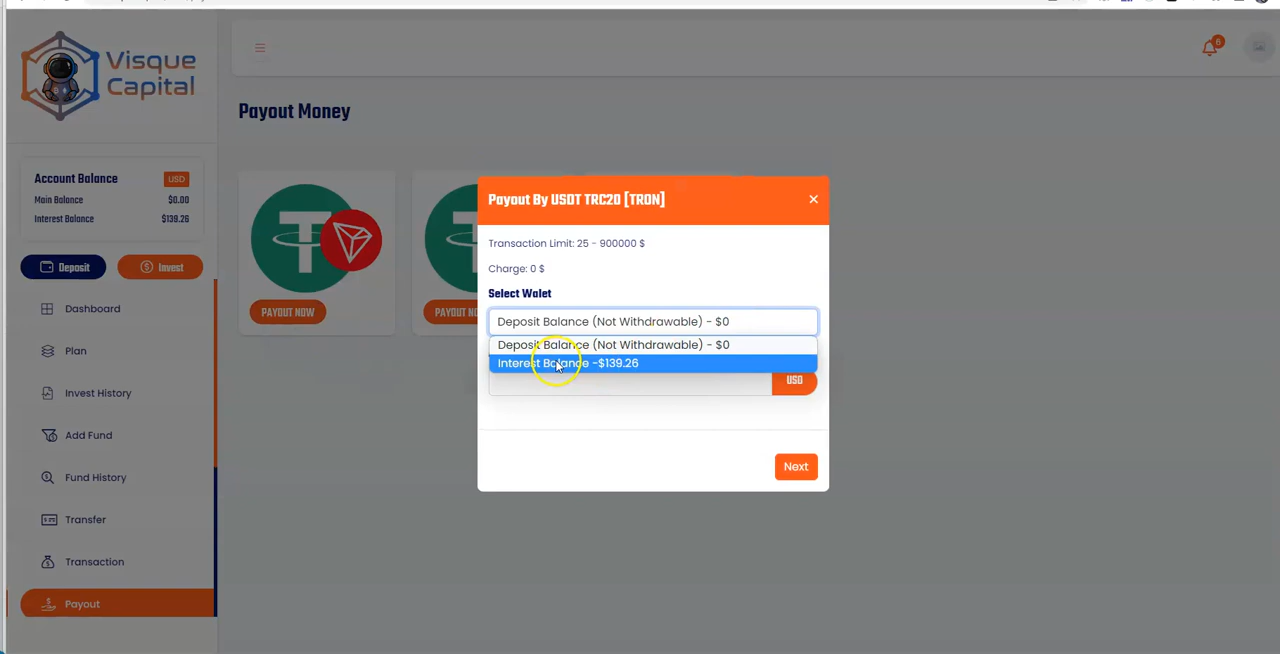 Visque
Capital
6
Account Balance
USD
Main Balance
$0.00
Interest Balance
$139.26
Deposit
Invest
Dashboard
Plan
Invest History
Add Fund
Fund History
Transfer
Transaction
Payout
Payout Money
PAYOUT NOW
PAYOUT NO
Payout By USDT TRC20 [TRON]
×
Transaction Limit: 25 - 900000 $
Charge: 0 $
Select Walet
Deposit Balance (Not Withdrawable) - $0
Deposit Balance (Not Withdrawable) - $0
Interest Balance -$139.26
USD
Next